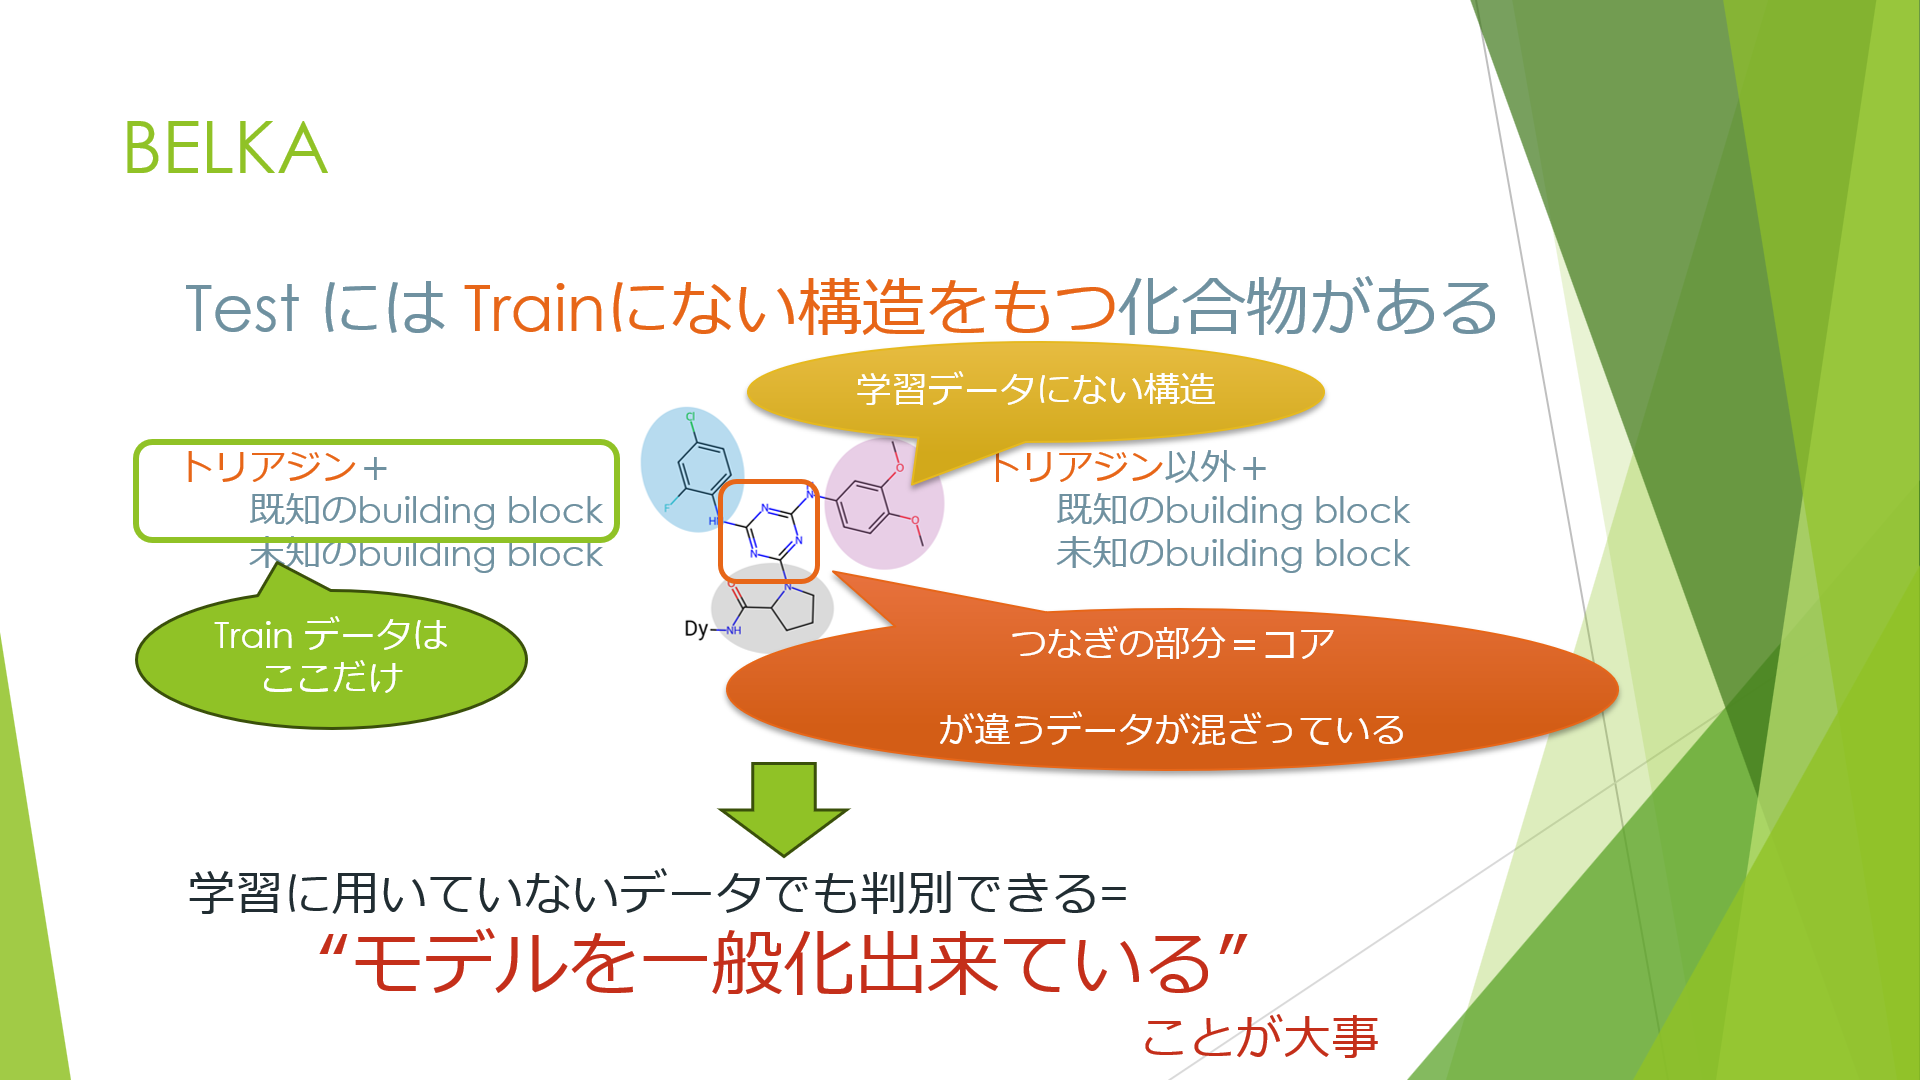 BELKA
Test には Trainにない構造をもつ化合物がある
学習データにない構造
トリアジン＋
既知のbuilding block
未知のbuilding block
Train データは
ここだけ
Cl
F
HN
N
N
N
N
H
O
O
O
N
NH
Dy
トリアジン以外＋
既知のbuilding block
未知のbuilding block
つなぎの部分＝コア
が違うデータが混ざっている
学習に用いていないデータでも判別できる=
“モデルを一般化出来ている”
ことが大事